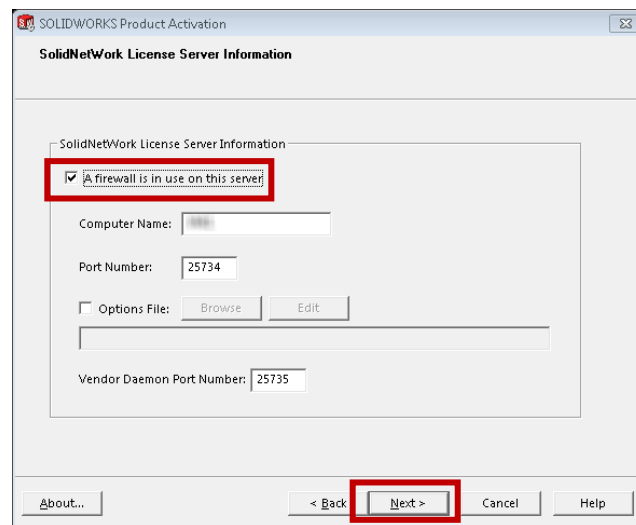 SOLIDWORKS Product Activation
SolidNetWork License Server Information
SolidNetWork License Server Information
A firewall is in use on this server
Computer Name:
Port Number: 25734
Options File: Browse Edit
Vendor Daemon Port Number: 25735
About... < Back Next > Cancel Help